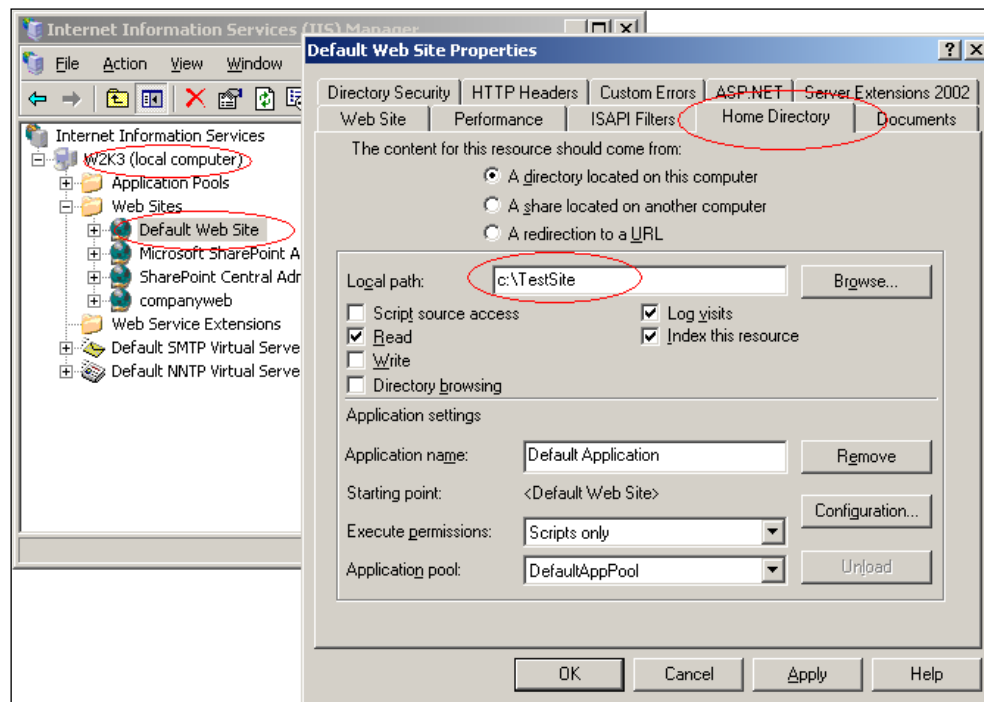 Internet Information Services (IIS) Manager
File Action View Window
Internet Information Services
W2K3 (local computer)
Application Pools
Web Sites
Default Web Site
Microsoft SharePoint A
SharePoint Central Adr
companyweb
Web Service Extensions
Default SMTP Virtual Serve
Default NNTP Virtual Serve
Default Web Site Properties
Directory Security HTTP Headers Custom Errors ASP.NET Server Extensions 2002
Web Site Performance ISAPI Filters Home Directory Documents
The content for this resource should come from:
A directory located on this computer
A share located on another computer
A redirection to a URL
Local path: c:\TestSite Browse...
Script source access Log visits
Read Index this resource
Write
Directory browsing
Application settings
Application name: Default Application Remove
Starting point: <Default Web Site>
Configuration...
Execute permissions: Scripts only
Application pool: DefaultAppPool Unload
OK Cancel Apply Help